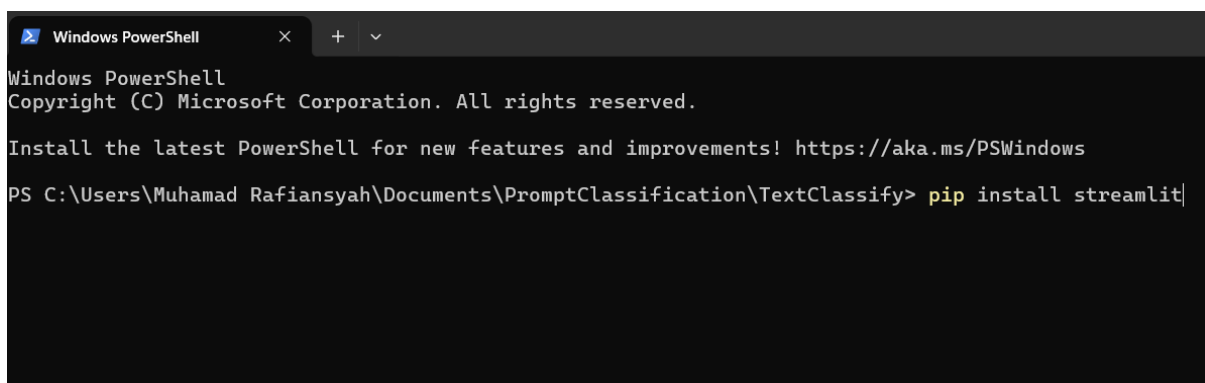 Windows PowerShell
Windows PowerShell
Copyright (C) Microsoft Corporation. All rights reserved.
Install the latest PowerShell for new features and improvements! https://aka.ms/PSWindows
PS C:\Users\Muhamad Rafiansyah\Documents\PromptClassification\TextClassify> pip install streamlit